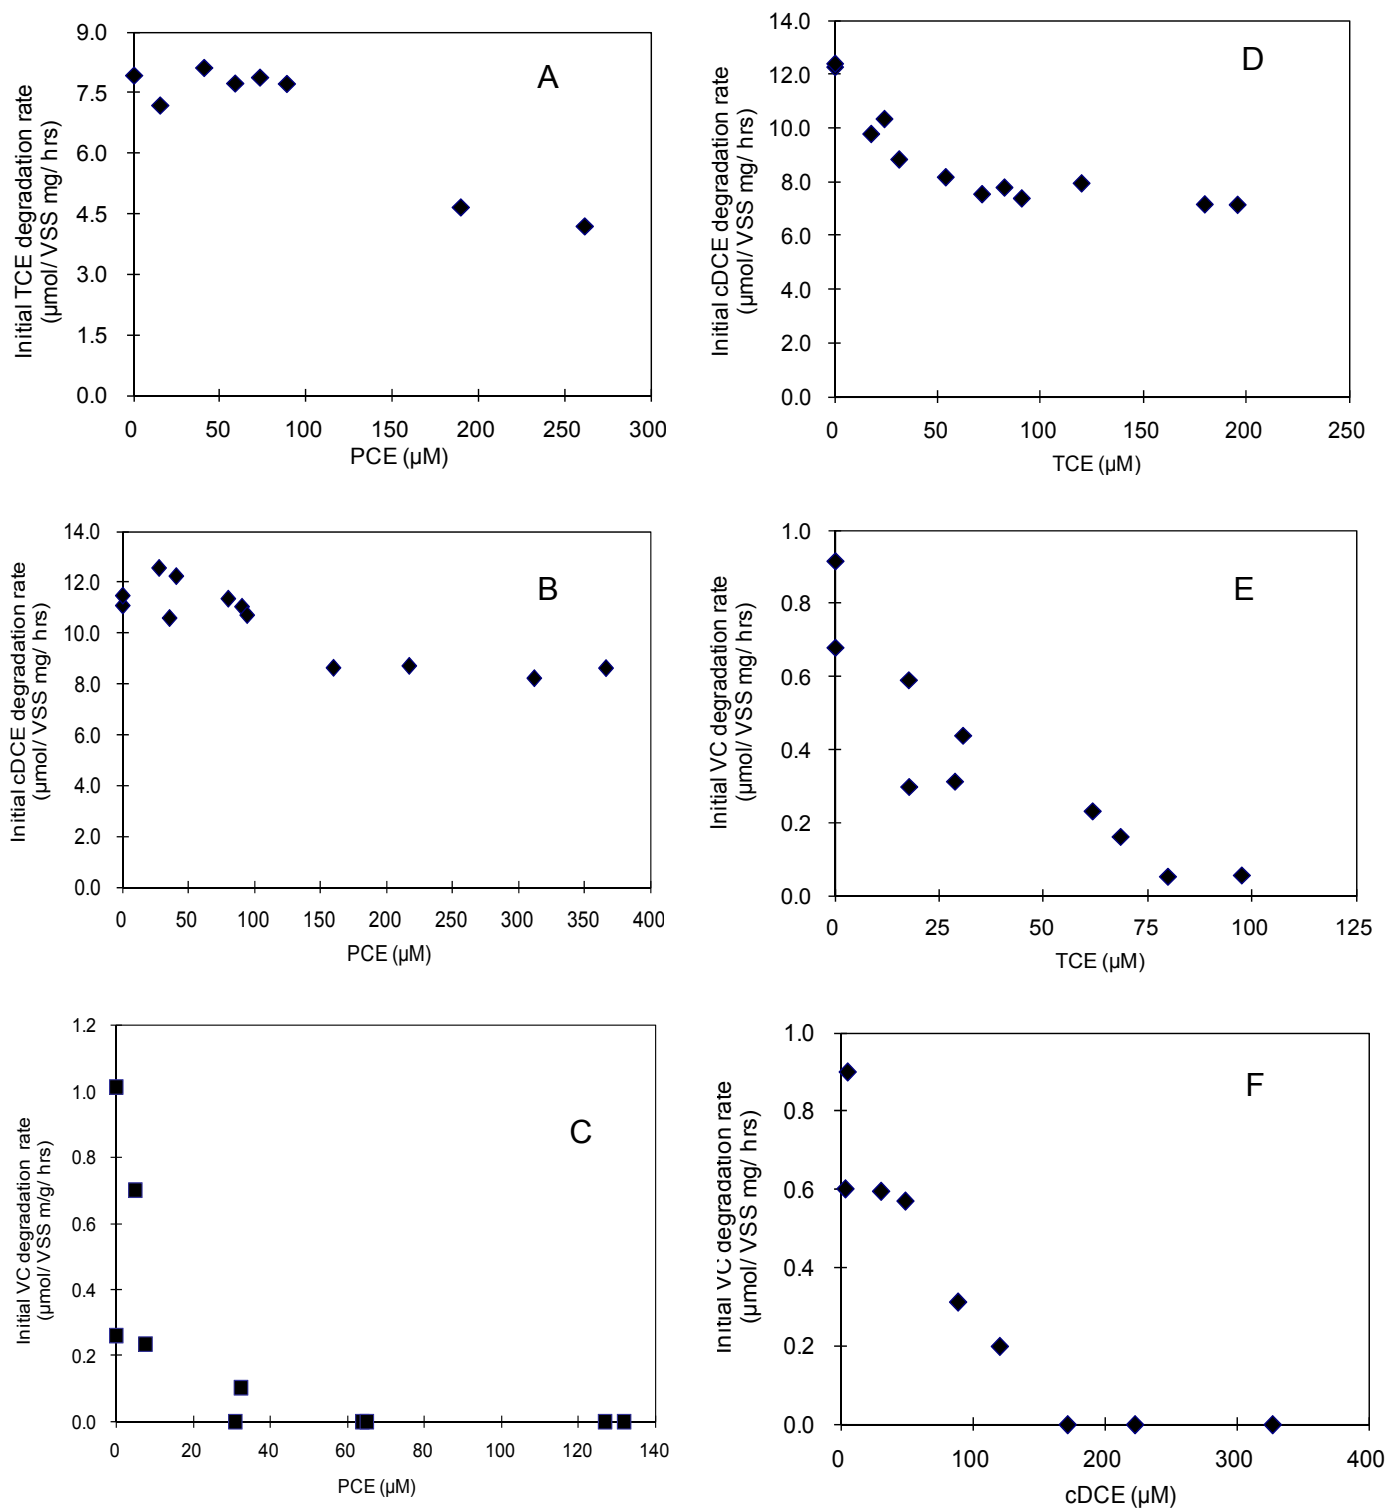 9.0
7.5
6.0
4.5
3.0
1.5
0.0
0 50 100 150 200 250 300
PCE (µM)
Initial TCE degradation rate
(µmol/ VSS mg/ hrs)
A
14.0
12.0
10.0
8.0
6.0
4.0
2.0
0.0
0 50 100 150 200 250
TCE (µM)
Initial cDCE degradation rate
(µmol/ VSS mg/ hrs)
D
14.0
12.0
10.0
8.0
6.0
4.0
2.0
0.0
0 50 100 150 200 250 300 350 400
PCE (µM)
Initial cDCE degradation rate
(µmol/ VSS mg/ hrs)
B
1.0
0.8
0.6
0.4
0.2
0.0
0 25 50 75 100 125
TCE (µM)
Initial VC degradation rate
(µmol/ VSS mg/ hrs)
E
1.2
1.0
0.8
0.6
0.4
0.2
0.0
0 20 40 60 80 100 120 140
PCE (µM)
Initial VC degradation rate
(µmol/ VSS m/g/ hrs)
C
1.0
0.8
0.6
0.4
0.2
0.0
0 100 200 300 400
cDCE (µM)
Initial VC degradation rate
(µmol/ VSS mg/ hrs)
F